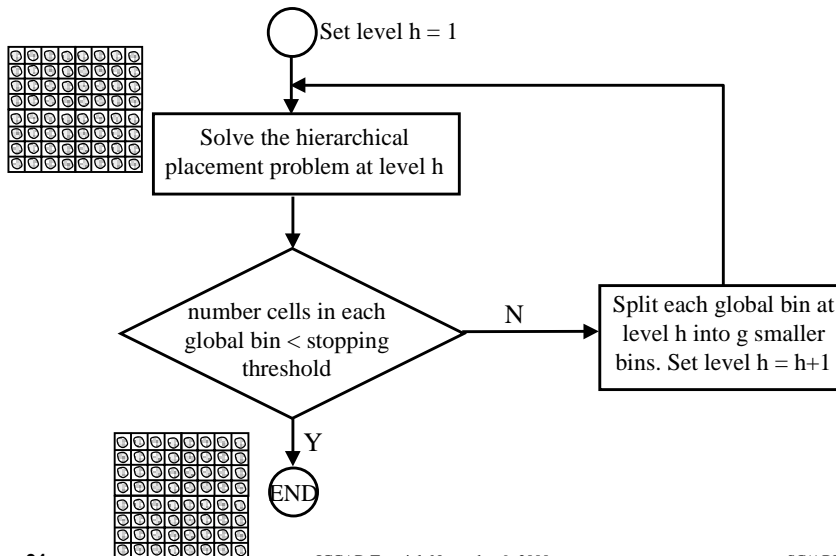 Set level h = 1
Solve the hierarchical
placement problem at level h
number cells in each
global bin < stopping
threshold
N
Split each global bin at
level h into g smaller
bins. Set level h = h+1
Y
END